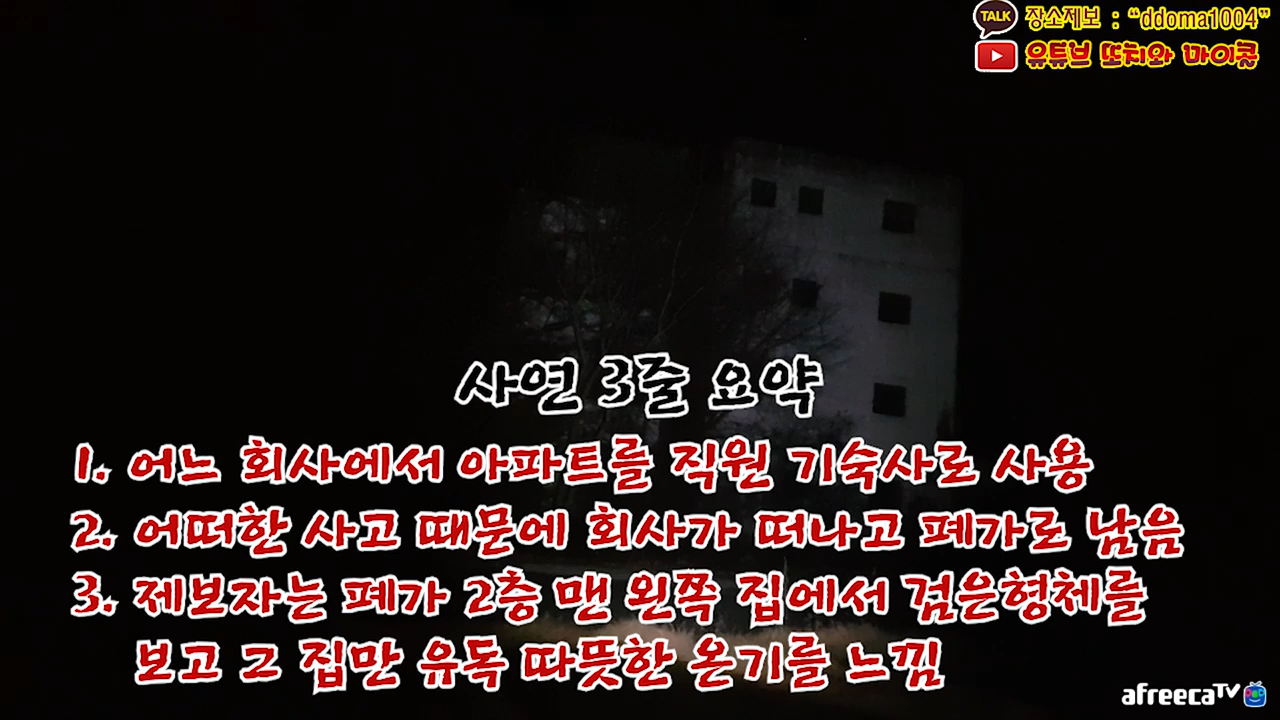 TALK 장소제보 : "ddoma1004"
유튜브 또치와 마이콜
사연 3줄 요약
1. 어느 회사에서 아파트를 직원 기숙사로 사용
2. 어떠한 사고 때문에 회사가 떠나고 폐가로 남음
3. 제보자는 폐가 2층 맨 왼쪽 집에서 검은형체를
보고 그 집만 유독 따뜻한 온기를 느낌
afreecaTV